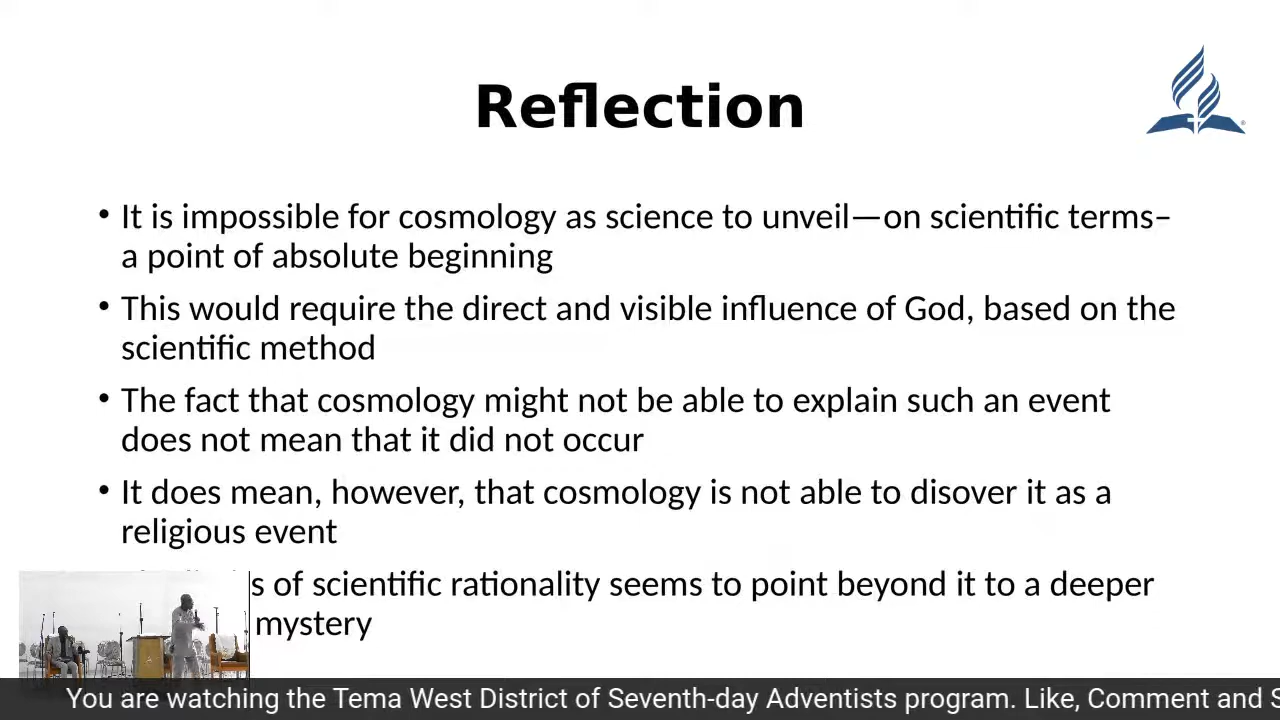 Reflection
• It is impossible for cosmology as science to unveil—on scientific terms–
a point of absolute beginning
• This would require the direct and visible influence of God, based on the
scientific method
• The fact that cosmology might not be able to explain such an event
does not mean that it did not occur
• It does mean, however, that cosmology is not able to disover it as a
religious event
of scientific rationality seems to point beyond it to a deeper
mystery
You are watching the Tema West District of Seventh-day Adventists program. Like, Comment and